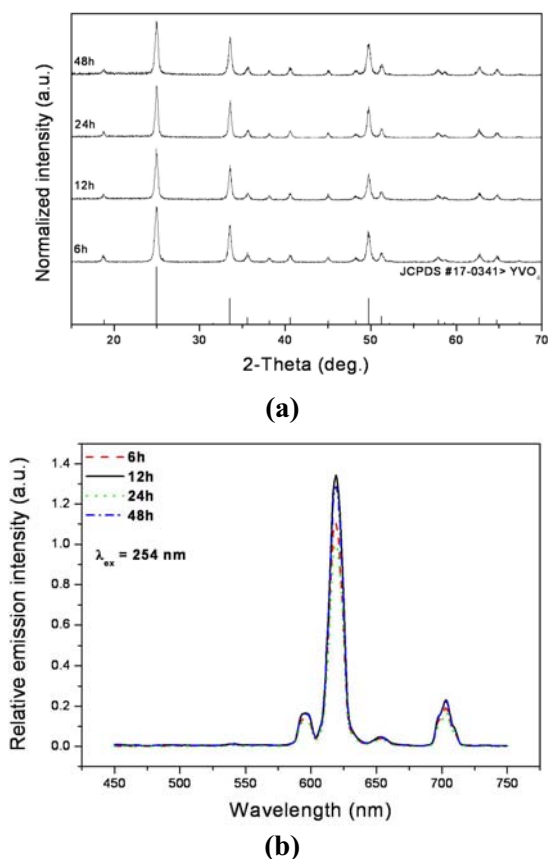 Normalized intensity (a.u.)
48h
24h
12h
6h
JCPDS #17-0341> YVO4
20 30 40 50 60 70
2-Theta (deg.)
(a)
Relative emission intensity (a.u.)
1.4
1.2
1.0
0.8
0.6
0.4
0.2
0.0
6h
12h
24h
48h
λex = 254 nm
450 500 550 600 650 700 750
Wavelength (nm)
(b)